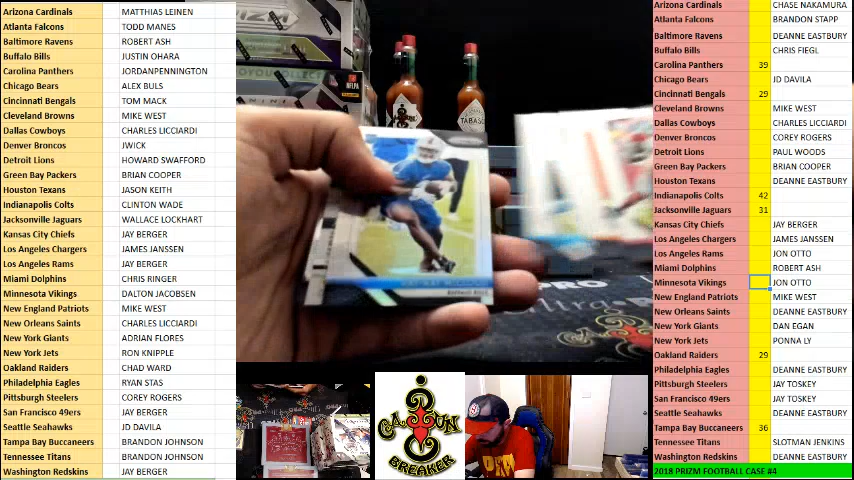 Arizona Cardinals MATTHIAS LEINEN
Atlanta Falcons TODD MANES
Baltimore Ravens ROBERT ASH
Buffalo Bills JUSTIN OHARA
Carolina Panthers JORDANPENNINGTON
Chicago Bears ALEX BULS
Cincinnati Bengals TOM MACK
Cleveland Browns MIKE WEST
Dallas Cowboys CHARLES LICCIARDI
Denver Broncos JWICK
Detroit Lions HOWARD SWAFFORD
Green Bay Packers BRIAN COOPER
Houston Texans JASON KEITH
Indianapolis Colts CLINTON WADE
Jacksonville Jaguars WALLACE LOCKHART
Kansas City Chiefs JAY BERGER
Los Angeles Chargers JAMES JANSSEN
Los Angeles Rams JAY BERGER
Miami Dolphins CHRIS RINGER
Minnesota Vikings DALTON JACOBSEN
New England Patriots MIKE WEST
New Orleans Saints CHARLES LICCIARDI
New York Giants ADRIAN FLORES
New York Jets RON KNIPPLE
Oakland Raiders CHAD WARD
Philadelphia Eagles RYAN STAS
Pittsburgh Steelers COREY ROGERS
San Francisco 49ers JAY BERGER
Seattle Seahawks JD DAVILA
Tampa Bay Buccaneers BRANDON JOHNSON
Tennessee Titans BRANDON JOHNSON
Washington Redskins JAY BERGER
TABASCO
CAJUN
BREAKER
Arizona Cardinals CHASE NAKAMURA
Atlanta Falcons BRANDON STAPP
Baltimore Ravens DEANNE EASTBURY
Buffalo Bills CHRIS FIEGL
Carolina Panthers 39
Chicago Bears JD DAVILA
Cincinnati Bengals 29
Cleveland Browns MIKE WEST
Dallas Cowboys CHARLES LICCIARDI
Denver Broncos COREY ROGERS
Detroit Lions PAUL WOODS
Green Bay Packers BRIAN COOPER
Houston Texans DEANNE EASTBURY
Indianapolis Colts 42
Jacksonville Jaguars 31
Kansas City Chiefs JAY BERGER
Los Angeles Chargers JAMES JANSSEN
Los Angeles Rams JON OTTO
Miami Dolphins ROBERT ASH
Minnesota Vikings JON OTTO
New England Patriots MIKE WEST
New Orleans Saints DEANNE EASTBURY
New York Giants DAN EGAN
New York Jets PONNA LY
Oakland Raiders 29
Philadelphia Eagles DEANNE EASTBURY
Pittsburgh Steelers JAY TOSKEY
San Francisco 49ers JAY TOSKEY
Seattle Seahawks DEANNE EASTBURY
Tampa Bay Buccaneers 36
Tennessee Titans SLOTMAN JENKINS
Washington Redskins DEANNE EASTBURY
2018 PRIZM FOOTBALL CASE #4